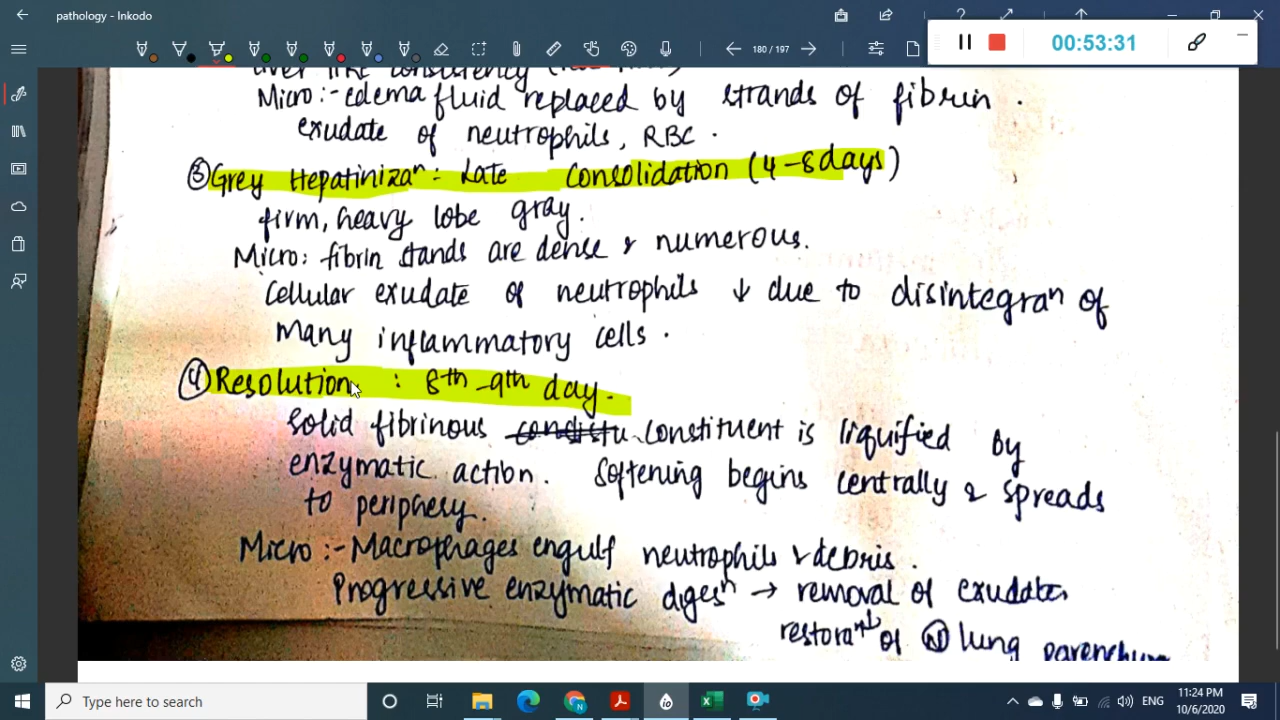 pathology - Inkodo
180 / 197
00:53:31
liver like consistency
Micro :- edema fluid replaced by strands of fibrin .
exudate of neutrophils, RBC .
③ Grey Hepatinizaⁿ : Late Consolidation (4-8 days)
firm, heavy lobe gray.
Micro : fibrin stands are dense & numerous.
Cellular exudate of neutrophils ↓ due to disintegraⁿ of
many inflammatory cells .
④ Resolution : 8th -9th day.
Solid fibrinous constituent is liquified by
enzymatic action. Softening begins centrally & spreads
to periphery.
Micro :- Macrophages engulf neutrophils & debris .
Progressive enzymatic digesⁿ → removal of exudate,
restoraⁿ of Ⓝ lung parenchym
Type here to search
ENG
11:24 PM
10/6/2020